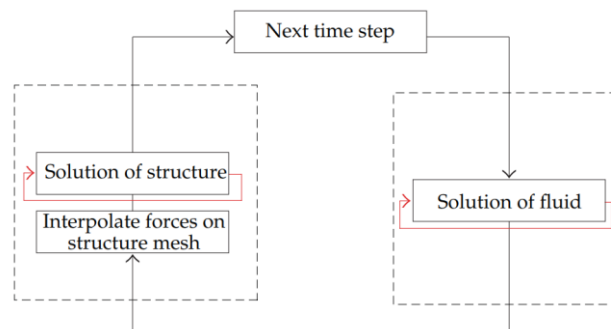 Next time step
Solution of structure
Interpolate forces on
structure mesh
Solution of fluid